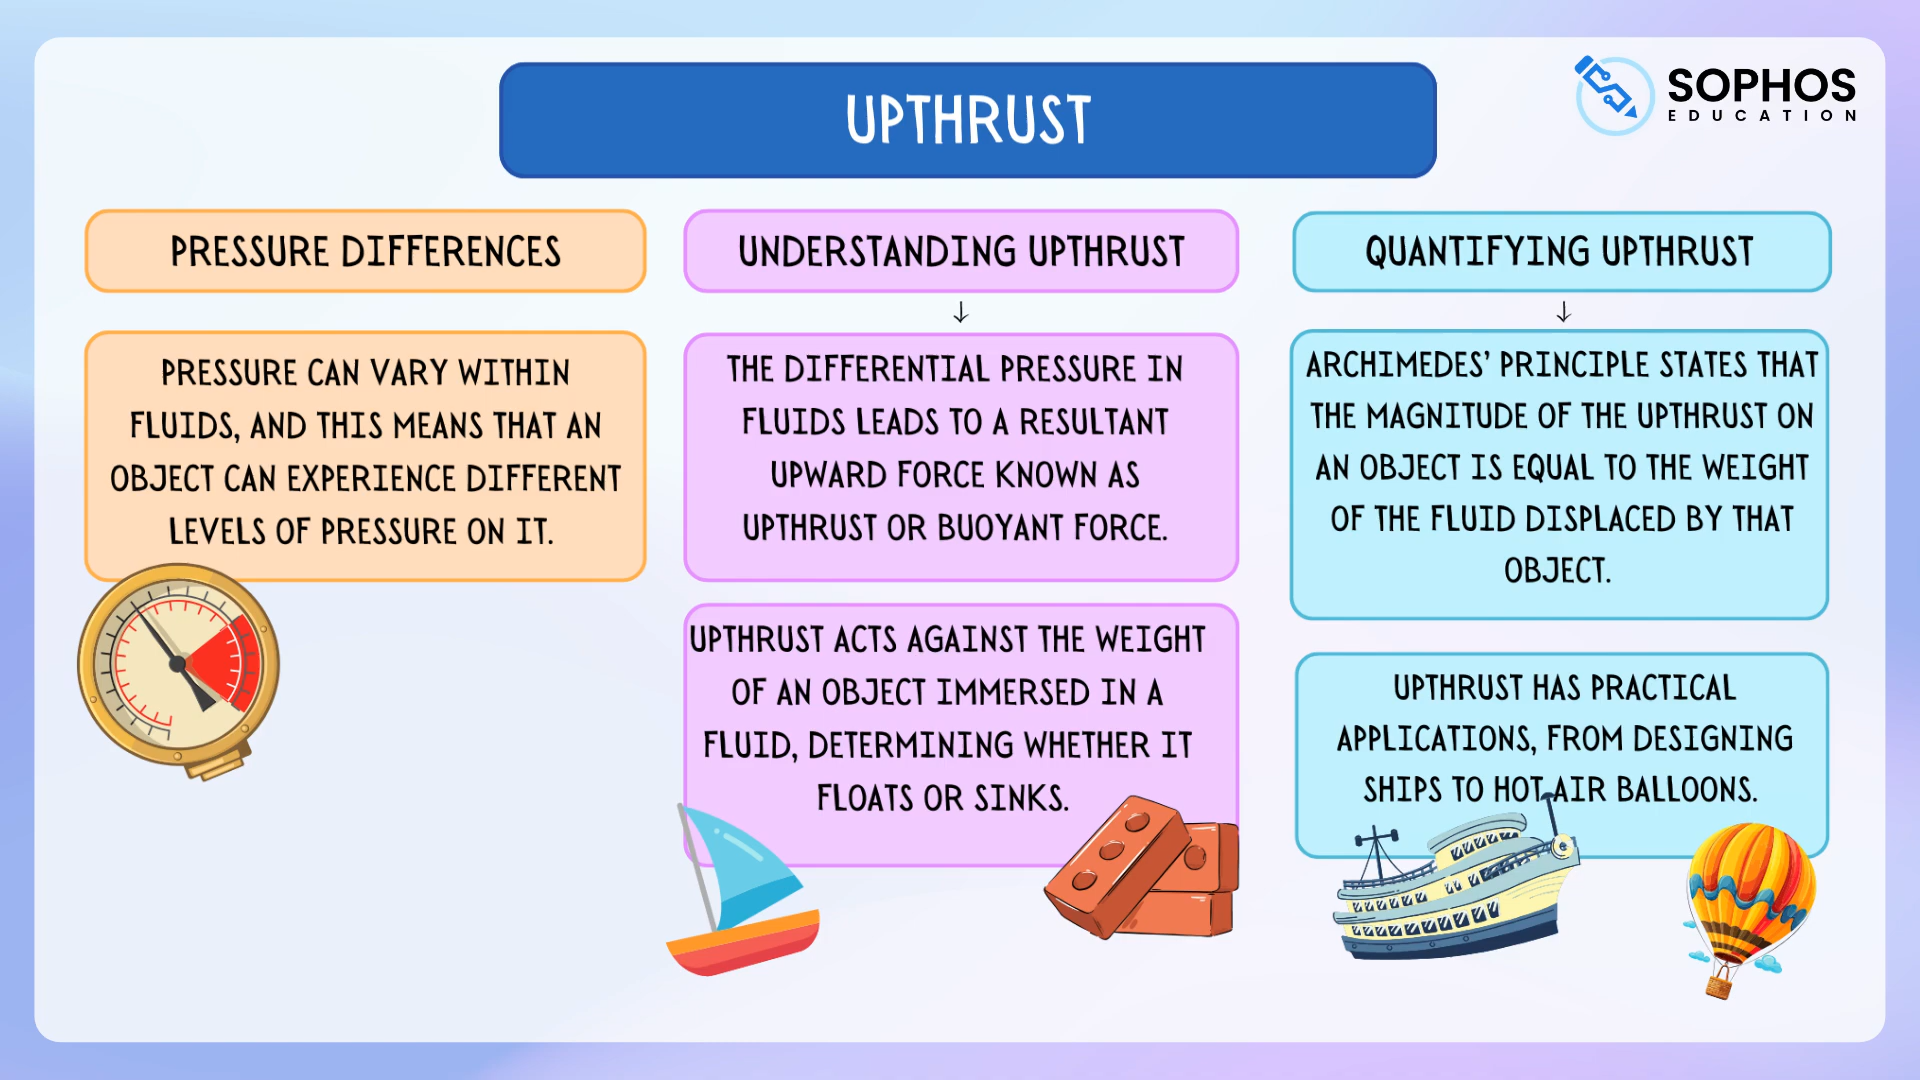 UPTHRUST
SOPHOS
EDUCATION
PRESSURE DIFFERENCES
PRESSURE CAN VARY WITHIN
FLUIDS, AND THIS MEANS THAT AN
OBJECT CAN EXPERIENCE DIFFERENT
LEVELS OF PRESSURE ON IT.
UNDERSTANDING UPTHRUST
↓
THE DIFFERENTIAL PRESSURE IN
FLUIDS LEADS TO A RESULTANT
UPWARD FORCE KNOWN AS
UPTHRUST OR BUOYANT FORCE.
UPTHRUST ACTS AGAINST THE WEIGHT
OF AN OBJECT IMMERSED IN A
FLUID, DETERMINING WHETHER IT
FLOATS OR SINKS.
QUANTIFYING UPTHRUST
↓
ARCHIMEDES’ PRINCIPLE STATES THAT
THE MAGNITUDE OF THE UPTHRUST ON
AN OBJECT IS EQUAL TO THE WEIGHT
OF THE FLUID DISPLACED BY THAT
OBJECT.
UPTHRUST HAS PRACTICAL
APPLICATIONS, FROM DESIGNING
SHIPS TO HOT AIR BALLOONS.